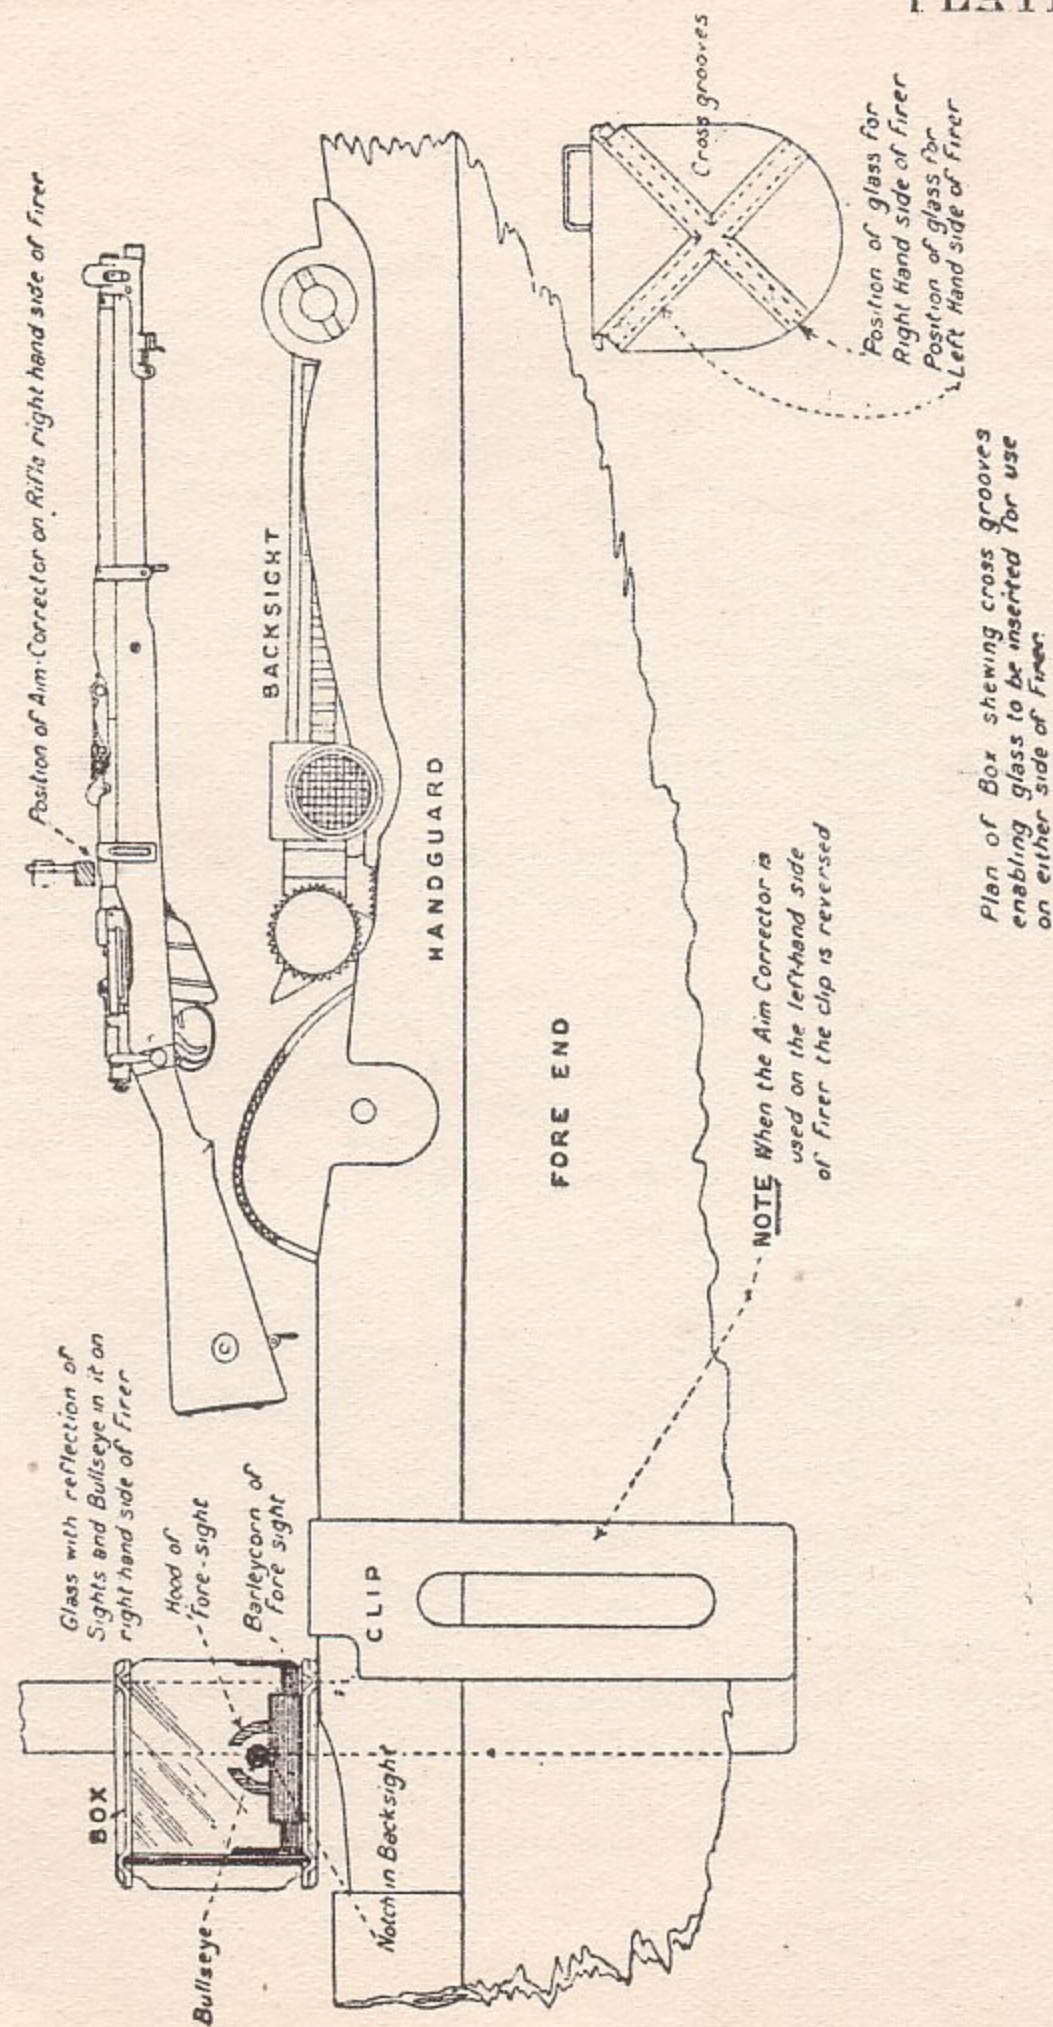 Position of Aim-Corrector on Rifle right hand side of Firer
Glass with reflection of
Sights and Bullseye in it on
right hand side of Firer
Hood of
Fore-sight
Barleycorn of
Fore sight
BOX
Bullseye
Notch in Backsight
CLIP
BACKSIGHT
HANDGUARD
FORE END
NOTE When the Aim Corrector is
used on the left-hand side
of Firer the clip is reversed
Cross grooves
Position of glass for
Right Hand side of Firer
Position of glass for
Left Hand side of Firer
Plan of Box shewing cross grooves
enabling glass to be inserted for use
on either side of Firer.